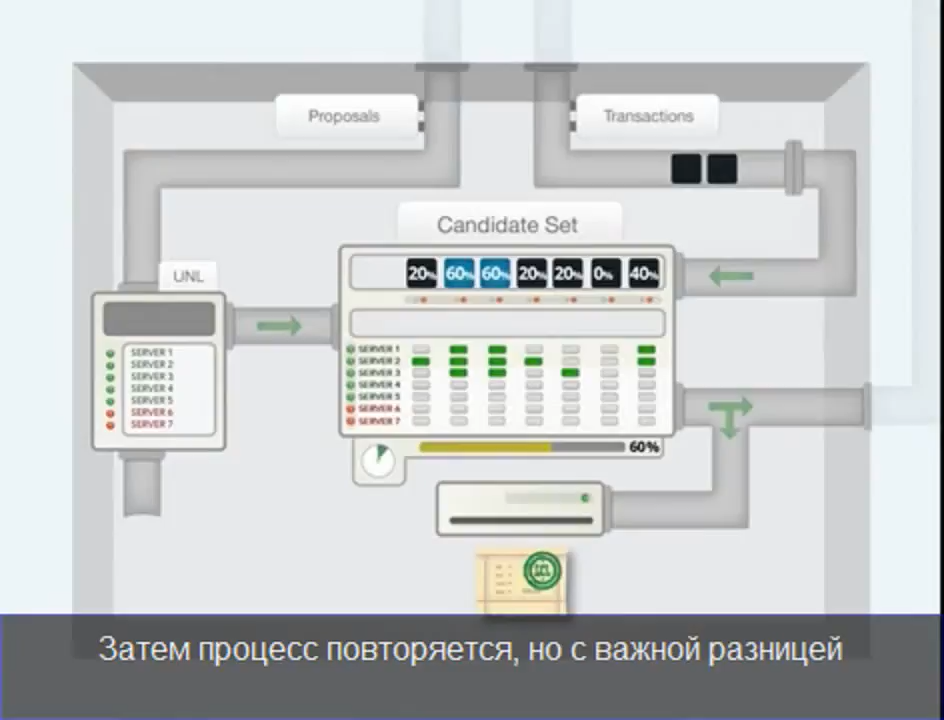 Proposals
Transactions
Candidate Set
UNL
20% 60% 60% 20% 20% 0% 40%
SERVER 1
SERVER 2
SERVER 3
SERVER 4
SERVER 5
SERVER 6
SERVER 7
SERVER 1
SERVER 2
SERVER 3
SERVER 4
SERVER 5
SERVER 6
SERVER 7
60%
Затем процесс повторяется, но с важной разницей